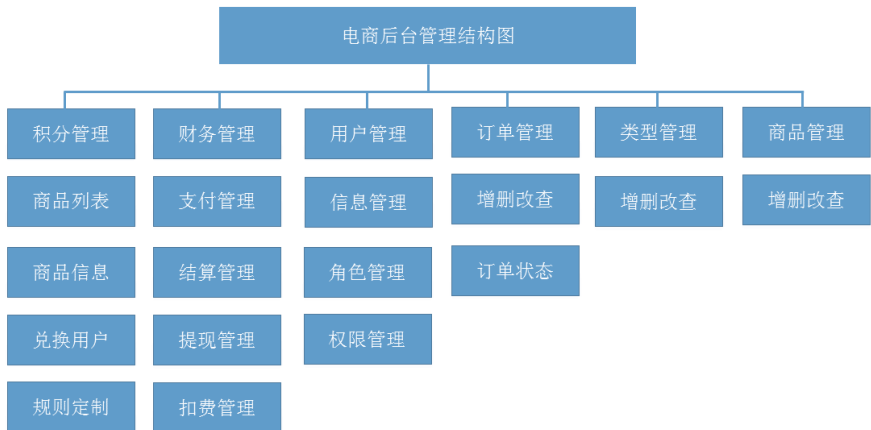 电商后台管理结构图
积分管理
财务管理
用户管理
订单管理
类型管理
商品管理
商品列表
支付管理
信息管理
增删改查
增删改查
增删改查
商品信息
结算管理
角色管理
订单状态
兑换用户
提现管理
权限管理
规则定制
扣费管理